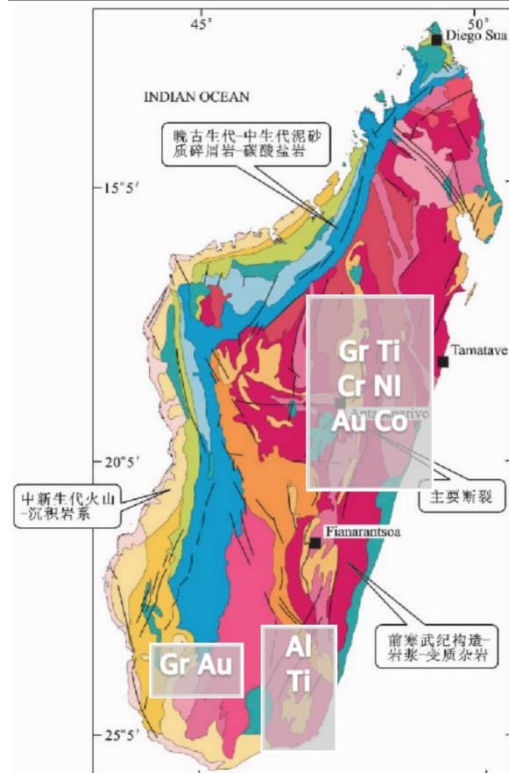 45°
50°
Diego Sua
INDIAN OCEAN
晚古生代-中生代泥砂
质碎屑岩-碳酸盐岩
15°5′
Gr Ti
Cr NI
Au Co
Tamatave
Antananarivo
20°5′
中新生代火山
-沉积岩系
主要断裂
Fianarantsoa
前寒武纪构造-
岩浆-变质杂岩
Gr Au
Al
Ti
25°5′